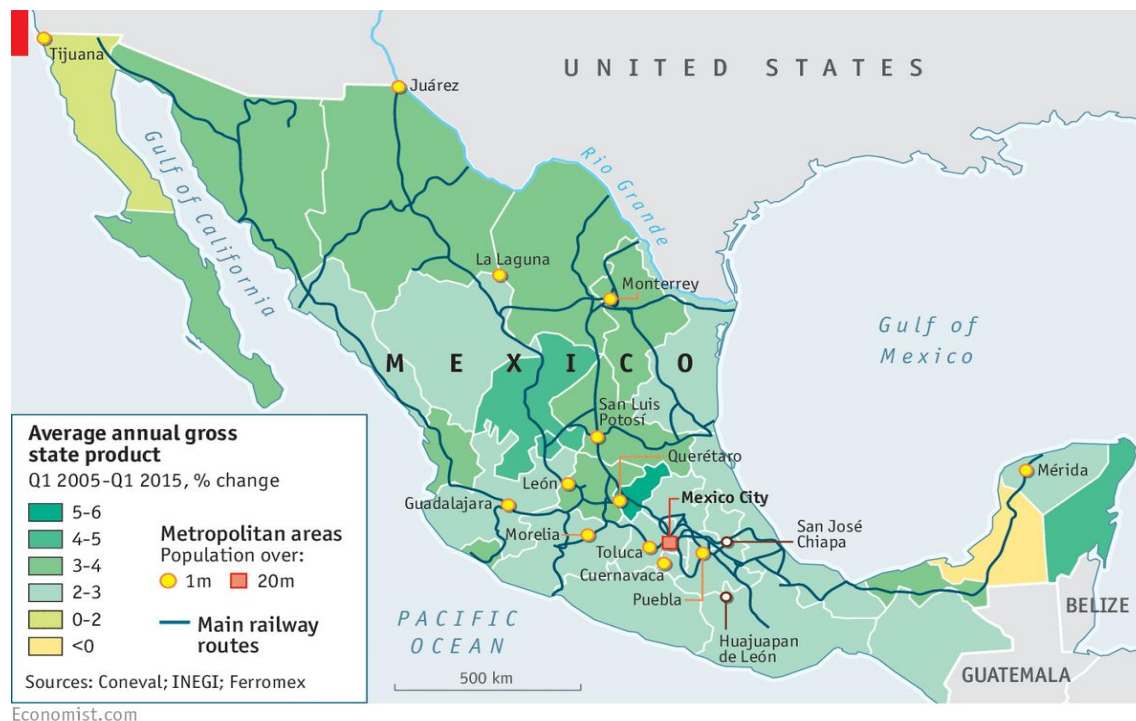 Tijuana
Juárez
UNITED STATES
Gulf of California
Rio Grande
La Laguna
Monterrey
Gulf of
Mexico
MEXICO
San Luis
Potosí
Querétaro
León
Mexico City
Mérida
Guadalajara
Morelia
San José
Chiapa
Toluca
Cuernavaca
Puebla
PACIFIC
OCEAN
Huajuapan
de León
BELIZE
GUATEMALA
500 km
Average annual gross
state product
Q1 2005-Q1 2015, % change
5-6
4-5
3-4
2-3
0-2
<0
Metropolitan areas
Population over:
1m 20m
Main railway
routes
Sources: Coneval; INEGI; Ferromex
Economist.com